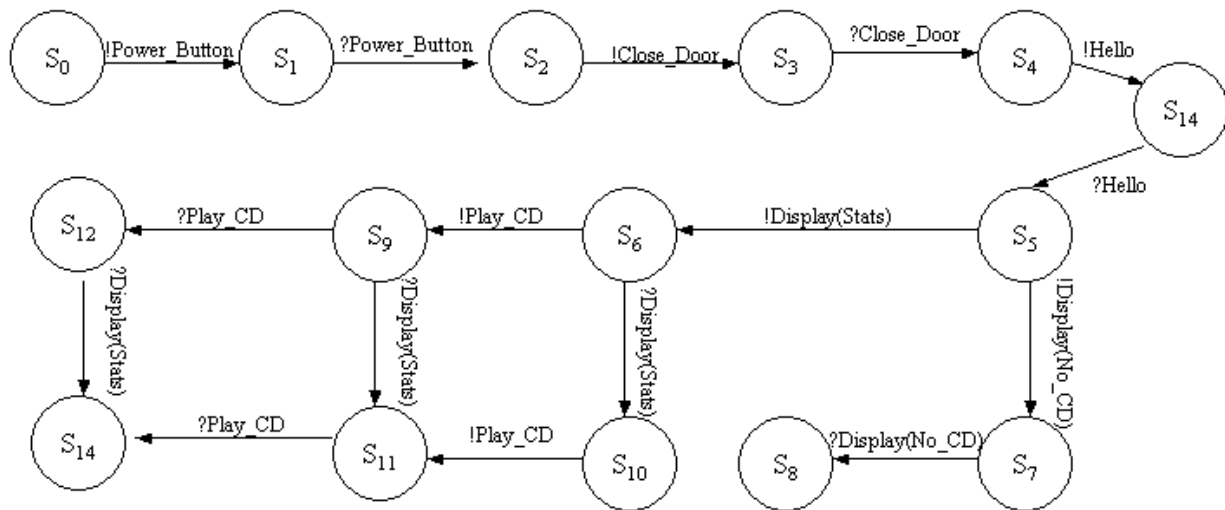 S0
!Power_Button
S1
?Power_Button
S2
!Close_Door
S3
?Close_Door
S4
!Hello
S14
?Hello
S12
?Play_CD
S9
!Play_CD
S6
!Display(Stats)
S5
?Display(Stats)
?Display(Stats)
?Display(Stats)
!Display(No_CD)
S14
?Play_CD
S11
!Play_CD
S10
S8
?Display(No_CD)
S7